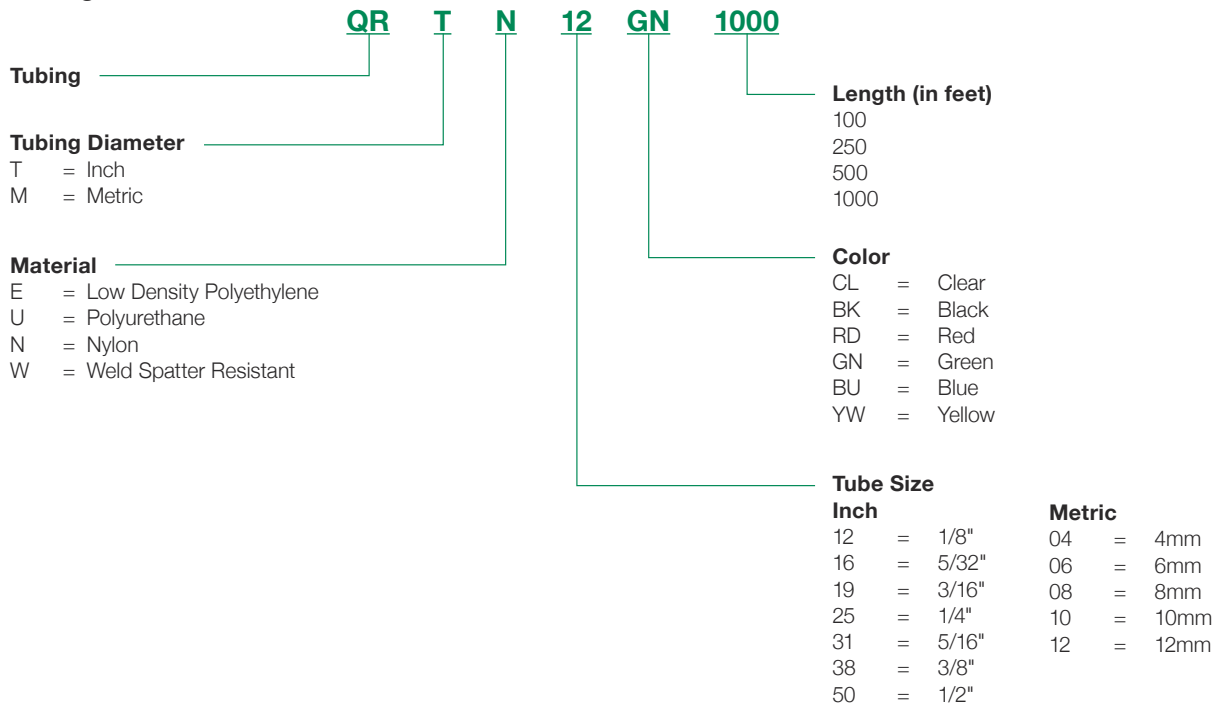 QR T N 12 GN 1000
Tubing
Tubing Diameter
T = Inch
M = Metric
Material
E = Low Density Polyethylene
U = Polyurethane
N = Nylon
W = Weld Spatter Resistant
Length (in feet)
100
250
500
1000
Color
CL = Clear
BK = Black
RD = Red
GN = Green
BU = Blue
YW = Yellow
Tube Size
Inch
12 = 1/8"
16 = 5/32"
19 = 3/16"
25 = 1/4"
31 = 5/16"
38 = 3/8"
50 = 1/2"
Metric
04 = 4mm
06 = 6mm
08 = 8mm
10 = 10mm
12 = 12mm